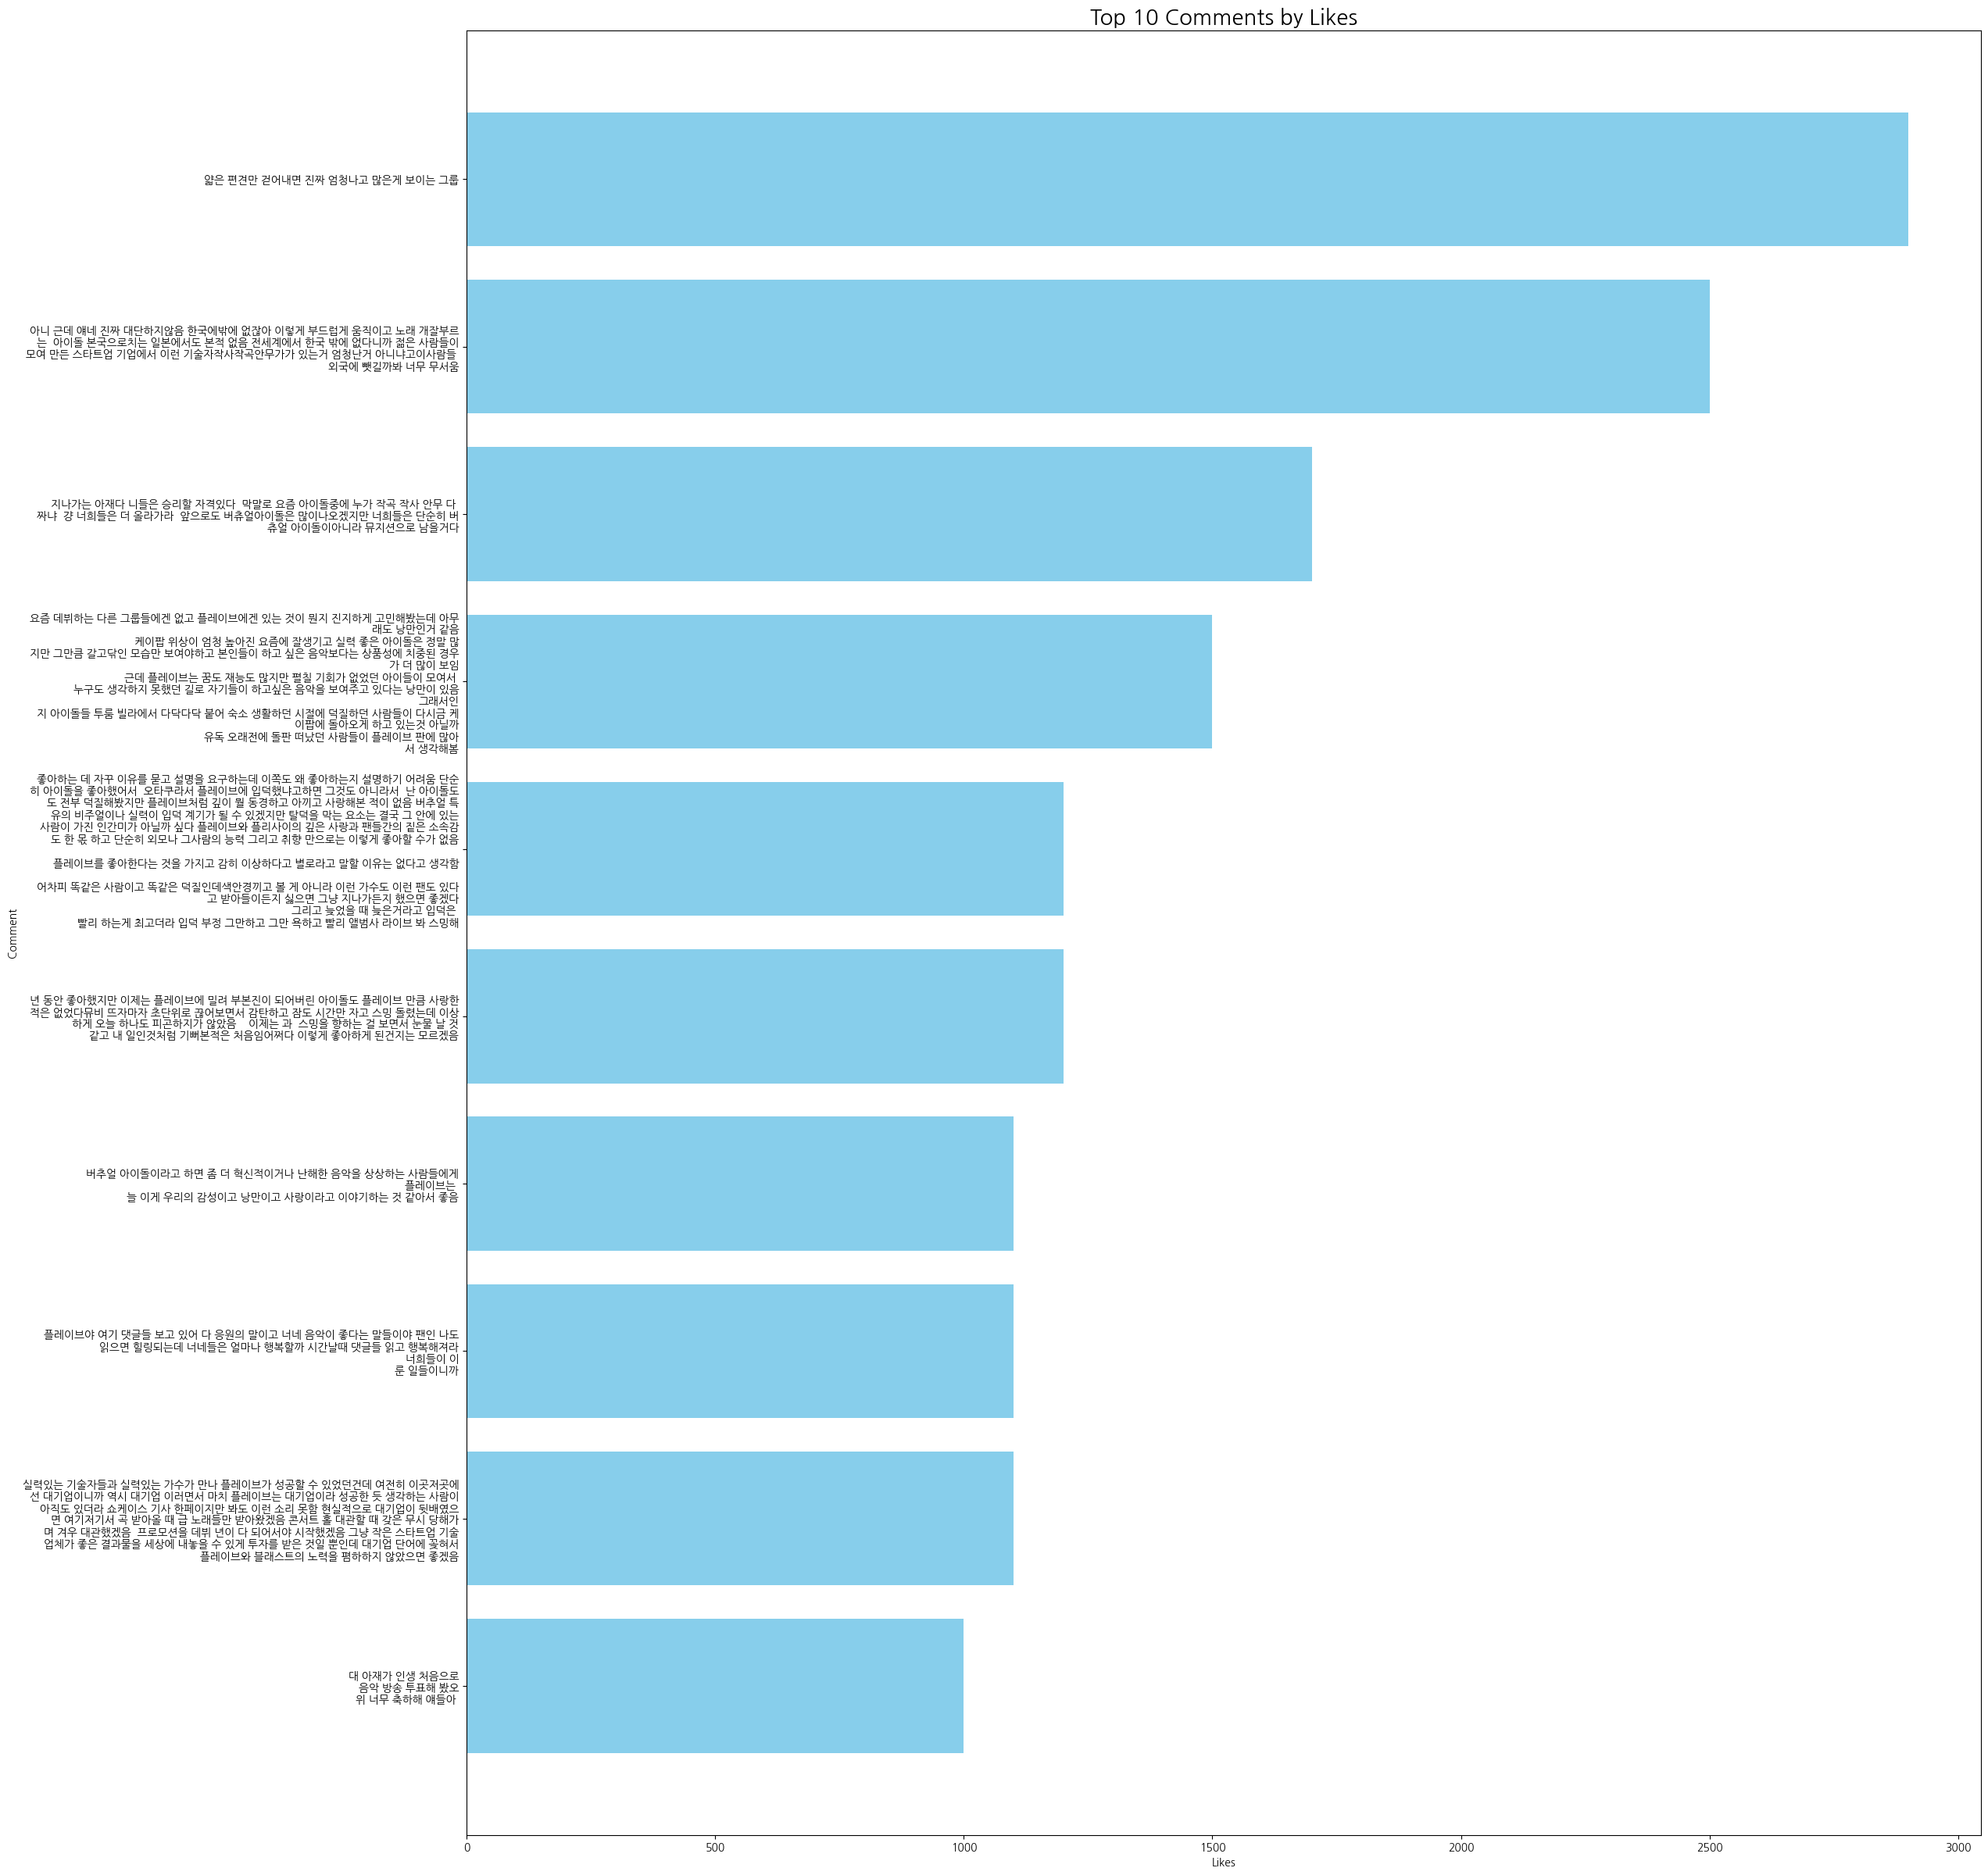 Top 10 Comments by Likes
얇은 편견만 걷어내면 진짜 엄청나고 많은게 보이는 그룹
아니 근데 얘네 진짜 대단하지않음 한국에밖에 없잖아 이렇게 부드럽게 움직이고 노래 개잘부르
는  아이돌 본국으로치는 일본에서도 본적 없음 전세계에서 한국 밖에 없다니까 젊은 사람들이
모여 만든 스타트업 기업에서 이런 기술자작사작곡안무가가 있는거 엄청난거 아니냐고이사람들
외국에 뺏길까봐 너무 무서움
지나가는 아재다 니들은 승리할 자격있다  막말로 요즘 아이돌중에 누가 작곡 작사 안무 다
짜냐  걍 너희들은 더 올라가라  앞으로도 버츄얼아이돌은 많이나오겠지만 너희들은 단순히 버
츄얼 아이돌이아니라 뮤지션으로 남을거다
요즘 데뷔하는 다른 그룹들에겐 없고 플레이브에겐 있는 것이 뭔지 진지하게 고민해봤는데 아무
래도 낭만인거 같음
케이팝 위상이 엄청 높아진 요즘에 잘생기고 실력 좋은 아이돌은 정말 많
지만 그만큼 갈고닦인 모습만 보여야하고 본인들이 하고 싶은 음악보다는 상품성에 치중된 경우
가 더 많이 보임
근데 플레이브는 꿈도 재능도 많지만 펼칠 기회가 없었던 아이들이 모여서
누구도 생각하지 못했던 길로 자기들이 하고싶은 음악을 보여주고 있다는 낭만이 있음
그래서인
지 아이돌들 투룸 빌라에서 다닥다닥 붙어 숙소 생활하던 시절에 덕질하던 사람들이 다시금 케
이팝에 돌아오게 하고 있는것 아닐까
유독 오래전에 돌판 떠났던 사람들이 플레이브 판에 많아
서 생각해봄
좋아하는 데 자꾸 이유를 묻고 설명을 요구하는데 이쪽도 왜 좋아하는지 설명하기 어려움 단순
히 아이돌을 좋아했어서  오타쿠라서 플레이브에 입덕했냐고하면 그것도 아니라서  난 아이돌도
도 전부 덕질해봤지만 플레이브처럼 깊이 뭘 동경하고 아끼고 사랑해본 적이 없음 버추얼 특
유의 비주얼이나 실력이 입덕 계기가 될 수 있겠지만 탈덕을 막는 요소는 결국 그 안에 있는
사람이 가진 인간미가 아닐까 싶다 플레이브와 플리사이의 깊은 사랑과 팬들간의 짙은 소속감
도 한 몫 하고 단순히 외모나 그사람의 능력 그리고 취향 만으로는 이렇게 좋아할 수가 없음
플레이브를 좋아한다는 것을 가지고 감히 이상하다고 별로라고 말할 이유는 없다고 생각함
어차피 똑같은 사람이고 똑같은 덕질인데색안경끼고 볼 게 아니라 이런 가수도 이런 팬도 있다
고 받아들이든지 싫으면 그냥 지나가든지 했으면 좋겠다
그리고 늦었을 때 늦은거라고 입덕은
빨리 하는게 최고더라 입덕 부정 그만하고 그만 욕하고 빨리 앨범사 라이브 봐 스밍해
년 동안 좋아했지만 이제는 플레이브에 밀려 부본진이 되어버린 아이돌도 플레이브 만큼 사랑한
적은 없었다뮤비 뜨자마자 초단위로 끊어보면서 감탄하고 잠도 시간만 자고 스밍 돌렸는데 이상
하게 오늘 하나도 피곤하지가 않았음    이제는 과  스밍을 향하는 걸 보면서 눈물 날 것
같고 내 일인것처럼 기뻐본적은 처음임어쩌다 이렇게 좋아하게 된건지는 모르겠음
버추얼 아이돌이라고 하면 좀 더 혁신적이거나 난해한 음악을 상상하는 사람들에게
플레이브는
늘 이게 우리의 감성이고 낭만이고 사랑이라고 이야기하는 것 같아서 좋음
플레이브야 여기 댓글들 보고 있어 다 응원의 말이고 너네 음악이 좋다는 말들이야 팬인 나도
읽으면 힐링되는데 너네들은 얼마나 행복할까 시간날때 댓글들 읽고 행복해져라
너희들이 이
룬 일들이니까
실력있는 기술자들과 실력있는 가수가 만나 플레이브가 성공할 수 있었던건데 여전히 이곳저곳에
선 대기업이니까 역시 대기업 이러면서 마치 플레이브는 대기업이라 성공한 듯 생각하는 사람이
아직도 있더라 쇼케이스 기사 한페이지만 봐도 이런 소리 못함 현실적으로 대기업이 뒷배였으
면 여기저기서 곡 받아올 때 급 노래들만 받아왔겠음 콘서트 홀 대관할 때 갖은 무시 당해가
며 겨우 대관했겠음  프로모션을 데뷔 년이 다 되어서야 시작했겠음 그냥 작은 스타트업 기술
업체가 좋은 결과물을 세상에 내놓을 수 있게 투자를 받은 것일 뿐인데 대기업 단어에 꽂혀서
플레이브와 블래스트의 노력을 폄하하지 않았으면 좋겠음
대 아재가 인생 처음으로
음악 방송 투표해 봤오
위 너무 축하해 얘들아
Comment
0 500 1000 1500 2000 2500 3000
Likes